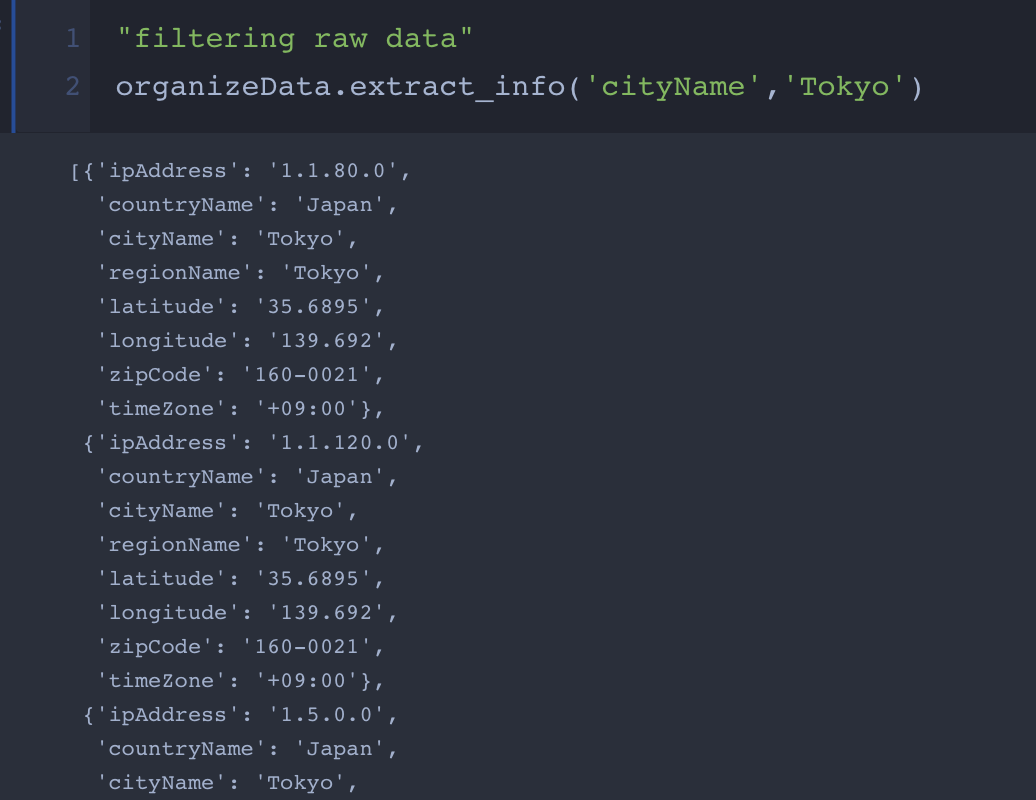 1 "filtering raw data"
2 organizeData.extract_info('cityName','Tokyo')
[{'ipAddress': '1.1.80.0',
'countryName': 'Japan',
'cityName': 'Tokyo',
'regionName': 'Tokyo',
'latitude': '35.6895',
'longitude': '139.692',
'zipCode': '160-0021',
'timeZone': '+09:00'},
{'ipAddress': '1.1.120.0',
'countryName': 'Japan',
'cityName': 'Tokyo',
'regionName': 'Tokyo',
'latitude': '35.6895',
'longitude': '139.692',
'zipCode': '160-0021',
'timeZone': '+09:00'},
{'ipAddress': '1.5.0.0',
'countryName': 'Japan',
'cityName': 'Tokyo',